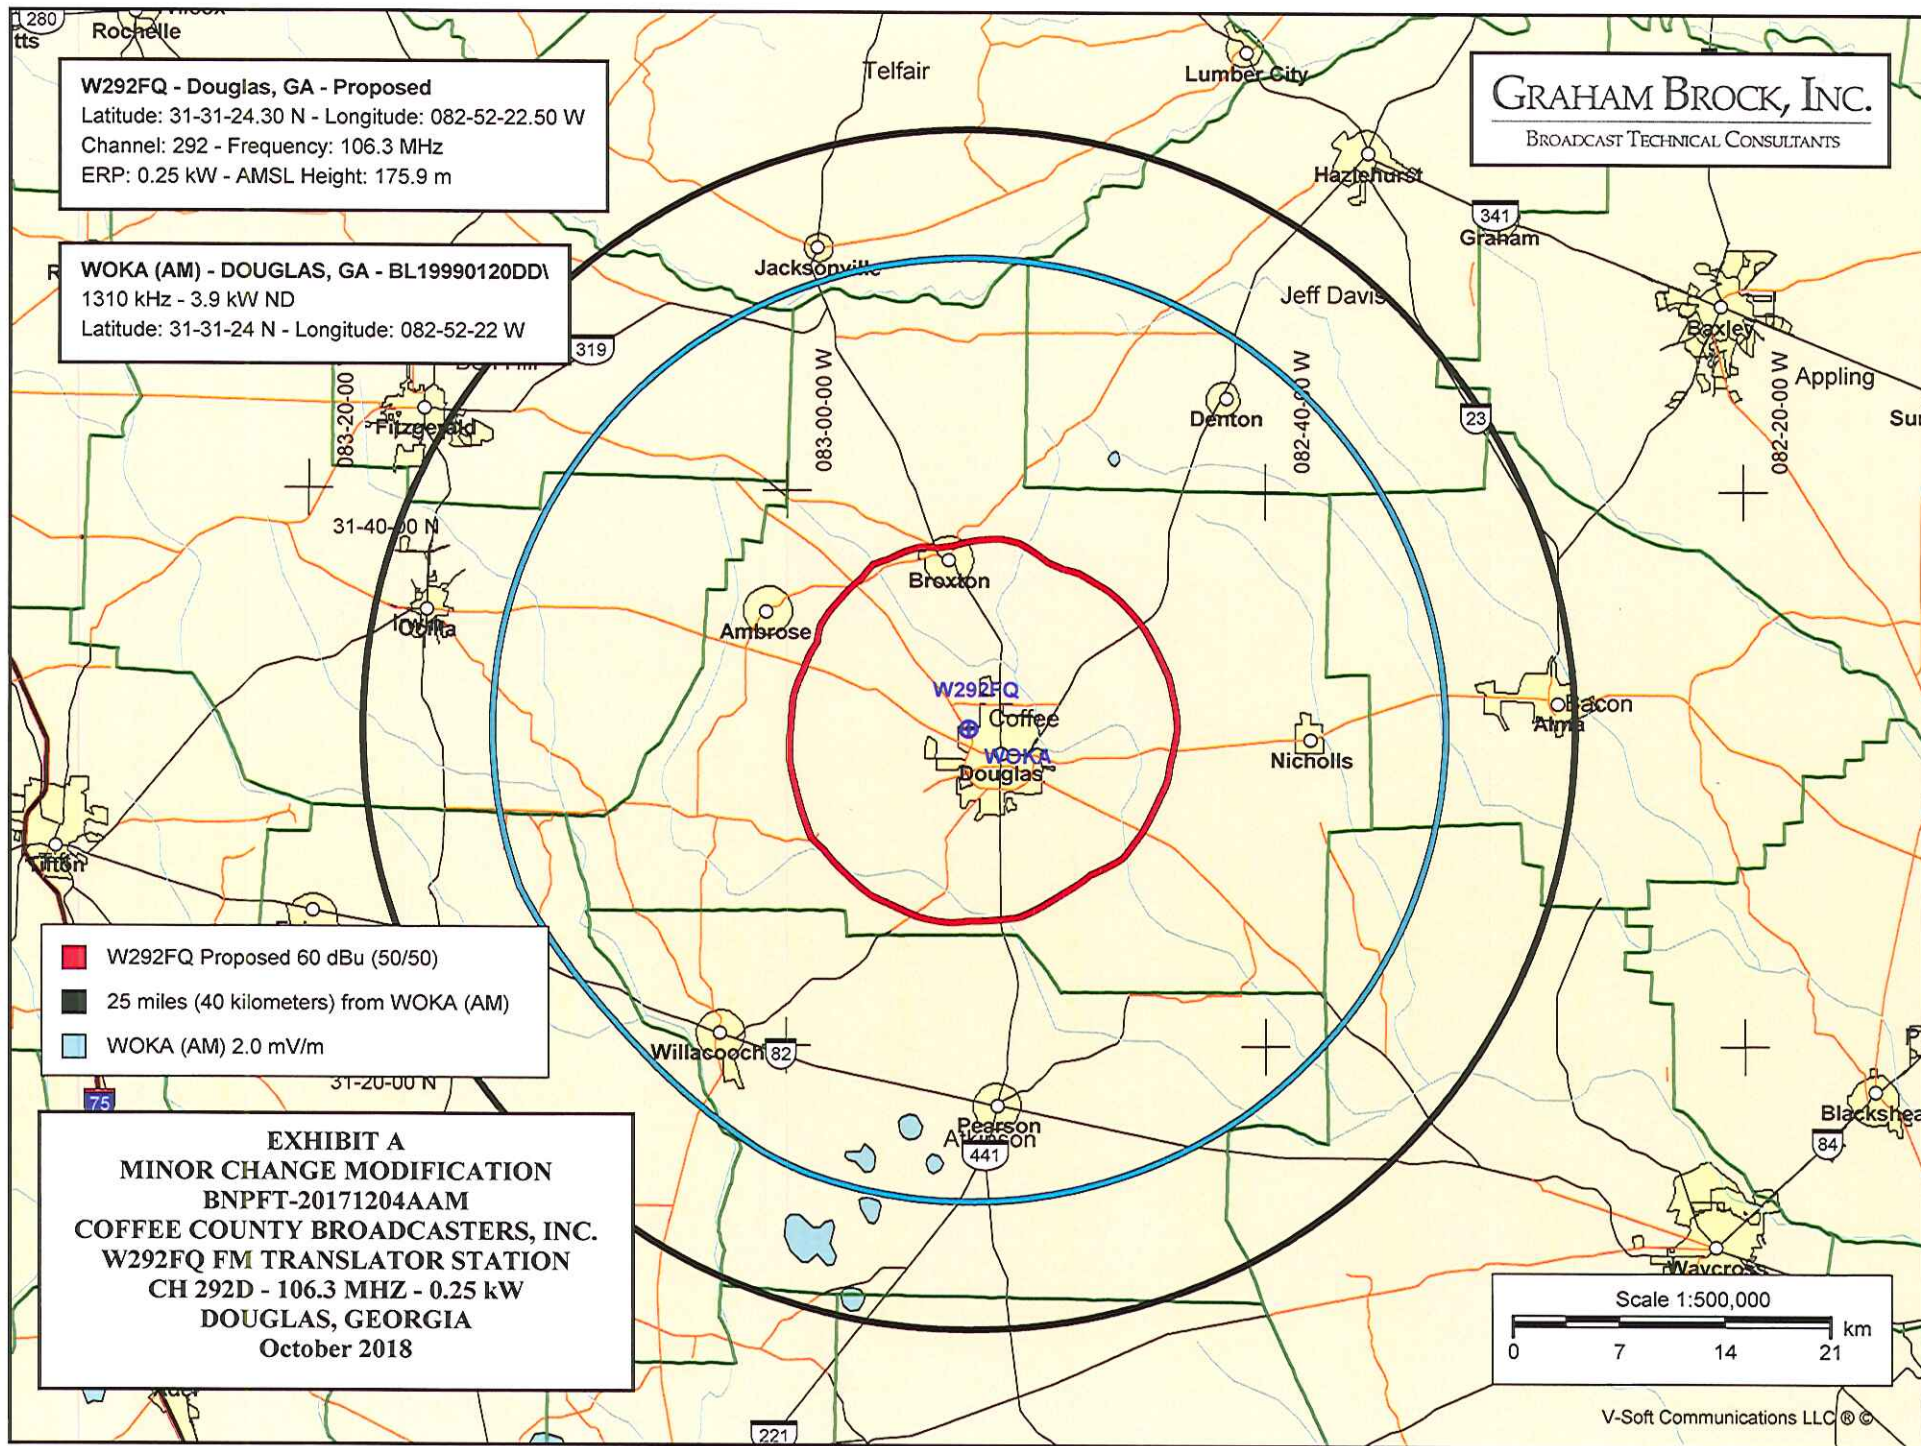 280
Rochelle
tts
W292FQ - Douglas, GA - Proposed
Latitude: 31-31-24.30 N - Longitude: 082-52-22.50 W
Channel: 292 - Frequency: 106.3 MHz
ERP: 0.25 kW - AMSL Height: 175.9 m
Telfair
Lumber City
GRAHAM BROCK, INC.
BROADCAST TECHNICAL CONSULTANTS
Hazlehurst
341
Graham
WOKA (AM) - DOUGLAS, GA - BL19990120DD\
1310 kHz - 3.9 kW ND
Latitude: 31-31-24 N - Longitude: 082-52-22 W
Jacksonville
Jeff Davis
Baxley
319
Appling
083-20-00
083-00-00 W
082-40-00 W
082-20-00 W
Denton
23
Sur
Fitzgerald
31-40-00 N
Broxton
Irwin
Ocilla
Ambrose
W292FQ
Coffee
Bacon
Alma
WOKA
Nicholls
Douglas
Tifton
W292FQ Proposed 60 dBu (50/50)
25 miles (40 kilometers) from WOKA (AM)
WOKA (AM) 2.0 mV/m
Willacooch
82
31-20-00 N
75
Blackshea
Pearson
Atkinson
441
84
EXHIBIT A
MINOR CHANGE MODIFICATION
BNPFT-20171204AAM
COFFEE COUNTY BROADCASTERS, INC.
W292FQ FM TRANSLATOR STATION
CH 292D - 106.3 MHZ - 0.25 kW
DOUGLAS, GEORGIA
October 2018
Waycross
Scale 1:500,000
km
0 7 14 21
V-Soft Communications LLC ® ©
221